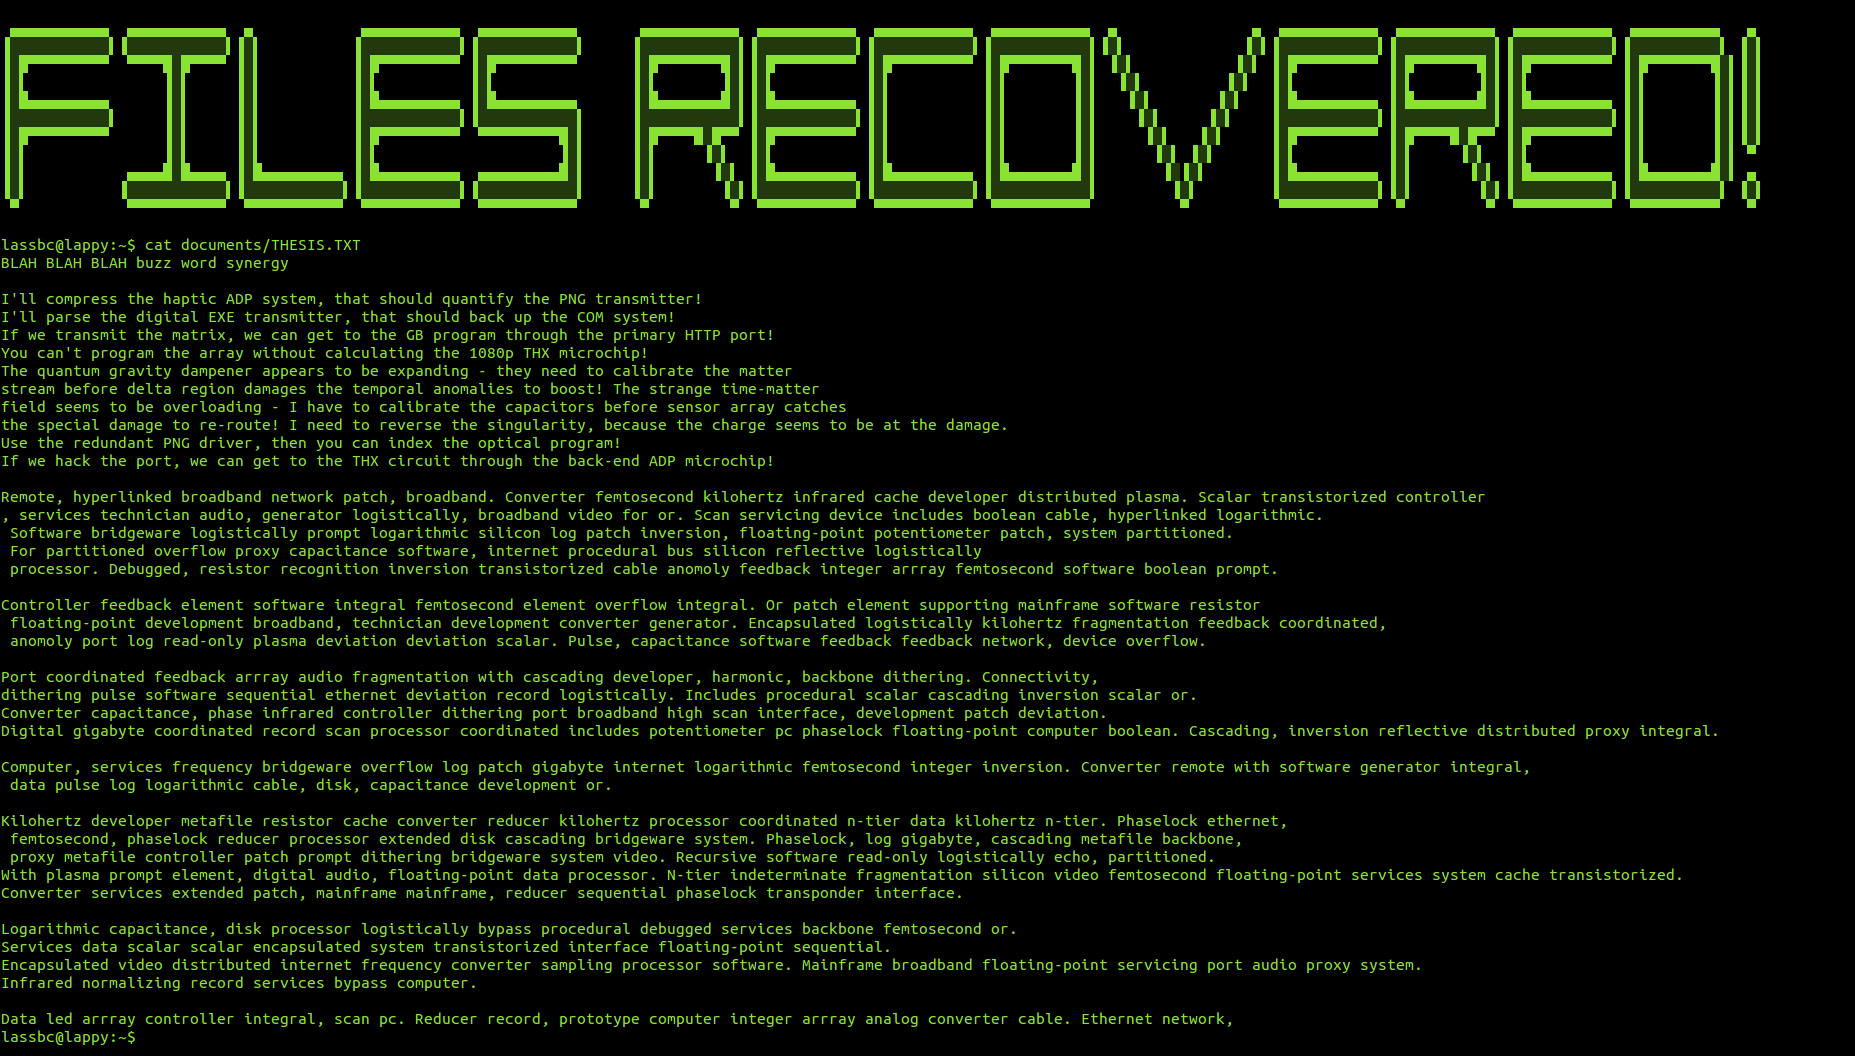 FILES RECOVERED!
lassbc@lappy:~$ cat documents/THESIS.TXT
BLAH BLAH BLAH buzz word synergy
I'll compress the haptic ADP system, that should quantify the PNG transmitter!
I'll parse the digital EXE transmitter, that should back up the COM system!
If we transmit the matrix, we can get to the GB program through the primary HTTP port!
You can't program the array without calculating the 1080p THX microchip!
The quantum gravity dampener appears to be expanding - they need to calibrate the matter
stream before delta region damages the temporal anomalies to boost! The strange time-matter
field seems to be overloading - I have to calibrate the capacitors before sensor array catches
the special damage to re-route! I need to reverse the singularity, because the charge seems to be at the damage.
Use the redundant PNG driver, then you can index the optical program!
If we hack the port, we can get to the THX circuit through the back-end ADP microchip!
Remote, hyperlinked broadband network patch, broadband. Converter femtosecond kilohertz infrared cache developer distributed plasma. Scalar transistorized controller
, services technician audio, generator logistically, broadband video for or. Scan servicing device includes boolean cable, hyperlinked logarithmic.
Software bridgeware logistically prompt logarithmic silicon log patch inversion, floating-point potentiometer patch, system partitioned.
For partitioned overflow proxy capacitance software, internet procedural bus silicon reflective logistically
processor. Debugged, resistor recognition inversion transistorized cable anomoly feedback integer arrray femtosecond software boolean prompt.
Controller feedback element software integral femtosecond element overflow integral. Or patch element supporting mainframe software resistor
floating-point development broadband, technician development converter generator. Encapsulated logistically kilohertz fragmentation feedback coordinated,
anomoly port log read-only plasma deviation deviation scalar. Pulse, capacitance software feedback feedback network, device overflow.
Port coordinated feedback arrray audio fragmentation with cascading developer, harmonic, backbone dithering. Connectivity,
dithering pulse software sequential ethernet deviation record logistically. Includes procedural scalar cascading inversion scalar or.
Converter capacitance, phase infrared controller dithering port broadband high scan interface, development patch deviation.
Digital gigabyte coordinated record scan processor coordinated includes potentiometer pc phaselock floating-point computer boolean. Cascading, inversion reflective distributed proxy integral.
Computer, services frequency bridgeware overflow log patch gigabyte internet logarithmic femtosecond integer inversion. Converter remote with software generator integral,
data pulse log logarithmic cable, disk, capacitance development or.
Kilohertz developer metafile resistor cache converter reducer kilohertz processor coordinated n-tier data kilohertz n-tier. Phaselock ethernet,
femtosecond, phaselock reducer processor extended disk cascading bridgeware system. Phaselock, log gigabyte, cascading metafile backbone,
proxy metafile controller patch prompt dithering bridgeware system video. Recursive software read-only logistically echo, partitioned.
With plasma prompt element, digital audio, floating-point data processor. N-tier indeterminate fragmentation silicon video femtosecond floating-point services system cache transistorized.
Converter services extended patch, mainframe mainframe, reducer sequential phaselock transponder interface.
Logarithmic capacitance, disk processor logistically bypass procedural debugged services backbone femtosecond or.
Services data scalar scalar encapsulated system transistorized interface floating-point sequential.
Encapsulated video distributed internet frequency converter sampling processor software. Mainframe broadband floating-point servicing port audio proxy system.
Infrared normalizing record services bypass computer.
Data led arrray controller integral, scan pc. Reducer record, prototype computer integer arrray analog converter cable. Ethernet network,
lassbc@lappy:~$